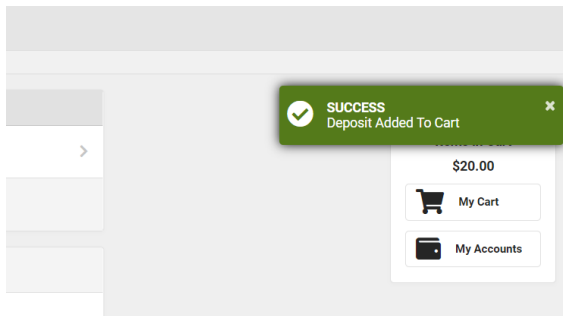 SUCCESS
Deposit Added To Cart
$20.00
My Cart
My Accounts